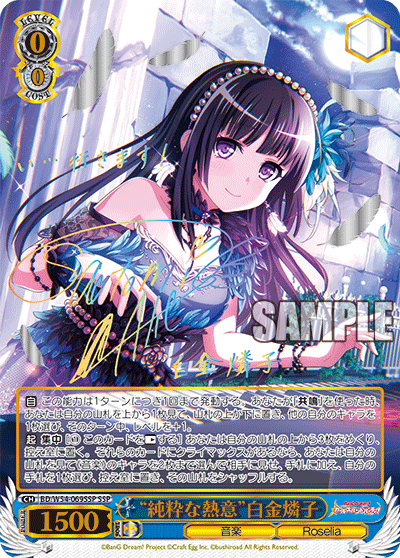 LEVEL
0
0
COST
い…続きます!
SAMPLE
白金燐子
自 この能力は1ターンにつき1回まで発動する。あなたが「共鳴」を使った時、
あなたは自分の山札を上から1枚見て、山札の上か下に置き、他の自分のキャラを
1枚選び、そのターン中、レベルを+1。
起 集中 [(1) このカードを[レスト]する] あなたは自分の山札の上から3枚をめくり、
控え室に置く。それらのカードにクライマックスがあるなら、あなたは自分の
山札を見て《音楽》のキャラを2枚まで選んで相手に見せ、手札に加え、自分の
手札を1枚選び、控え室に置き、その山札をシャッフルする。
CH BD/W54-069SSP SSP
1500
"純粋な熱意"白金燐子
音楽 Roselia
©BanG Dream! Project ©Craft Egg Inc. ©bushiroad All Rights Reserved.